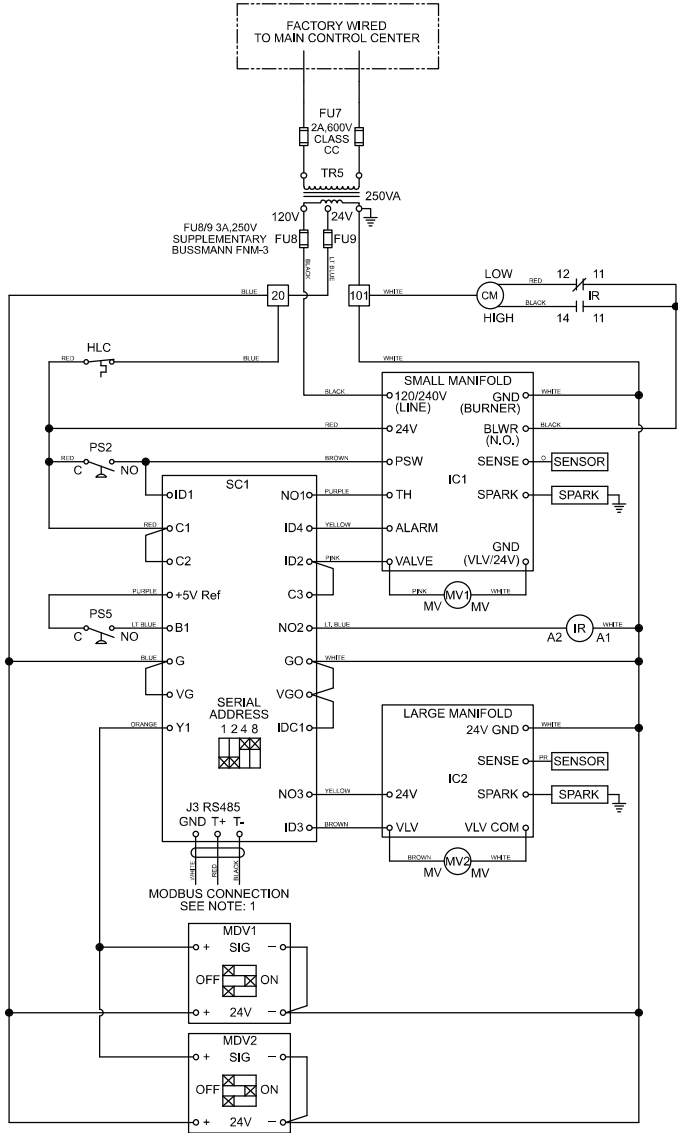 FACTORY WIRED
TO MAIN CONTROL CENTER
FU7
2A,600V
CLASS
CC
TR5
250VA
120V
24V
FU8/9 3A,250V
SUPPLEMENTARY
BUSSMANN FNM-3
FU8
FU9
BLACK
LT BLUE
BLUE
20
101
WHITE
CM
LOW
RED
12
11
IR
HIGH
BLACK
14
11
HLC
RED
BLUE
WHITE
SMALL MANIFOLD
BLACK
120/240V
(LINE)
GND
(BURNER)
WHITE
RED
24V
BLWR
(N.O.)
BLACK
PS2
RED
C
NO
BROWN
PSW
IC1
SENSE
O
SENSOR
SC1
ID1
NO1
PURPLE
TH
SPARK
SPARK
RED
C1
ID4
YELLOW
ALARM
C2
ID2
PINK
VALVE
GND
(VLV/24V)
C3
PINK
MV
MV1
WHITE
MV
PURPLE
+5V Ref
PS5
C
NO
LT BLUE
B1
NO2
LT. BLUE
A2
IR
WHITE
A1
BLUE
G
GO
WHITE
VG
VGO
ORANGE
Y1
SERIAL
ADDRESS
1 2 4 8
IDC1
LARGE MANIFOLD
24V GND
WHITE
IC2
SENSE
PR
SENSOR
NO3
YELLOW
24V
SPARK
SPARK
J3 RS485
GND T+ T-
ID3
BROWN
VLV
VLV COM
BROWN
MV
MV2
WHITE
MV
WHITE
RED
BLACK
MODBUS CONNECTION
SEE NOTE: 1
MDV1
+ SIG -
OFF
ON
+ 24V -
MDV2
+ SIG -
OFF
ON
+ 24V -